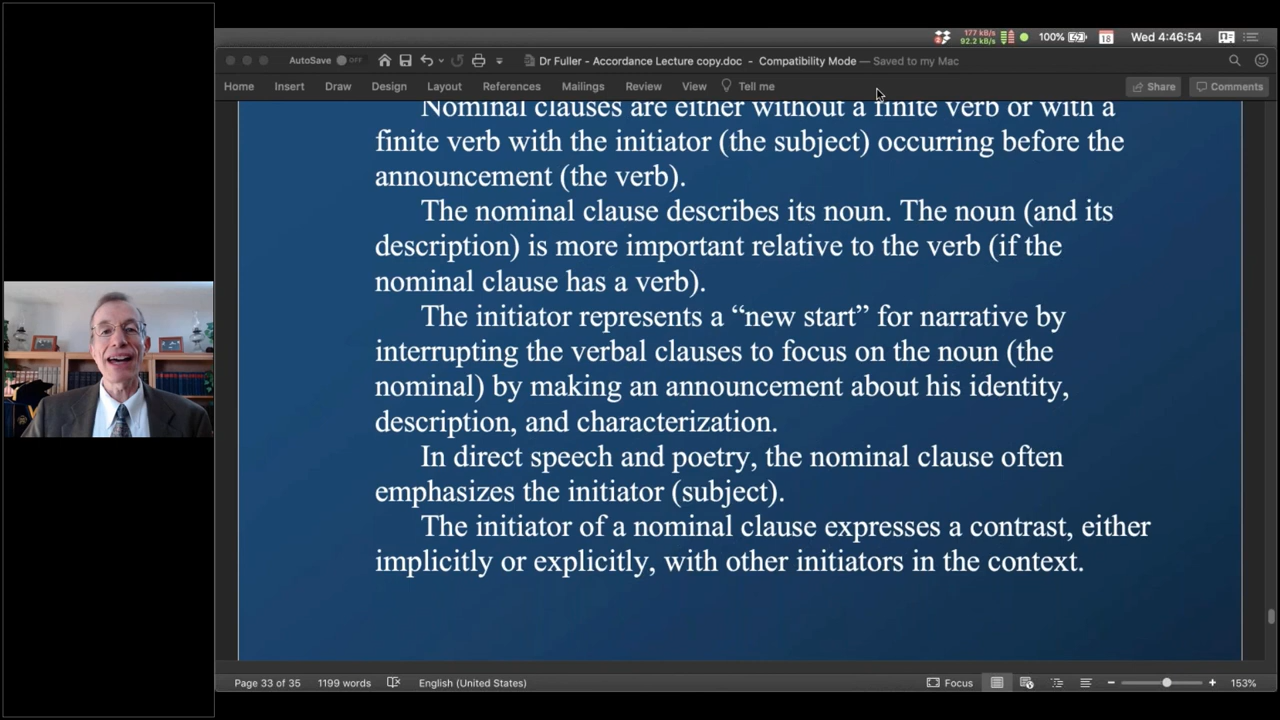 177 kB/s
92.2 kB/s
100%
18
Wed 4:46:54
AutoSave
OFF
Dr Fuller - Accordance Lecture copy.doc - Compatibility Mode — Saved to my Mac
Home Insert Draw Design Layout References Mailings Review View Tell me
Share Comments
Nominal clauses are either without a finite verb or with a
finite verb with the initiator (the subject) occurring before the
announcement (the verb).
The nominal clause describes its noun. The noun (and its
description) is more important relative to the verb (if the
nominal clause has a verb).
The initiator represents a “new start” for narrative by
interrupting the verbal clauses to focus on the noun (the
nominal) by making an announcement about his identity,
description, and characterization.
In direct speech and poetry, the nominal clause often
emphasizes the initiator (subject).
The initiator of a nominal clause expresses a contrast, either
implicitly or explicitly, with other initiators in the context.
Page 33 of 35 1199 words English (United States) Focus 153%